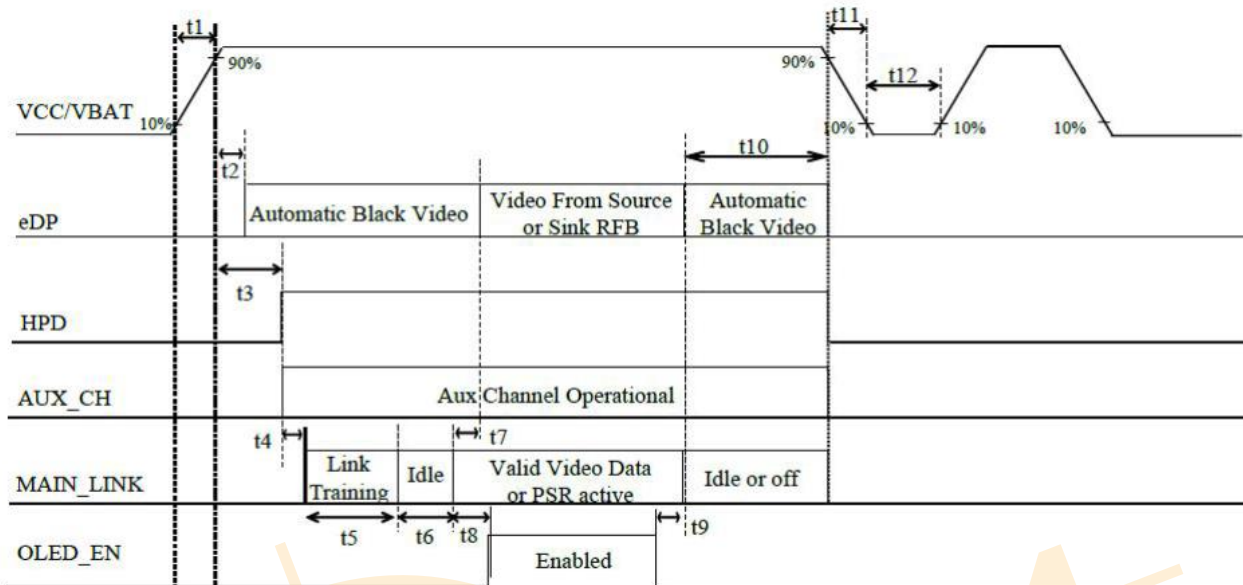 t1
t11
90%
90%
t12
VCC/VBAT
10%
10%
10%
10%
t2
t10
eDP
Automatic Black Video
Video From Source
or Sink RFB
Automatic
Black Video
t3
HPD
AUX_CH
Aux Channel Operational
t4
t7
MAIN_LINK
Link
Training
Idle
Valid Video Data
or PSR active
Idle or off
t5
t6
t8
t9
OLED_EN
Enabled